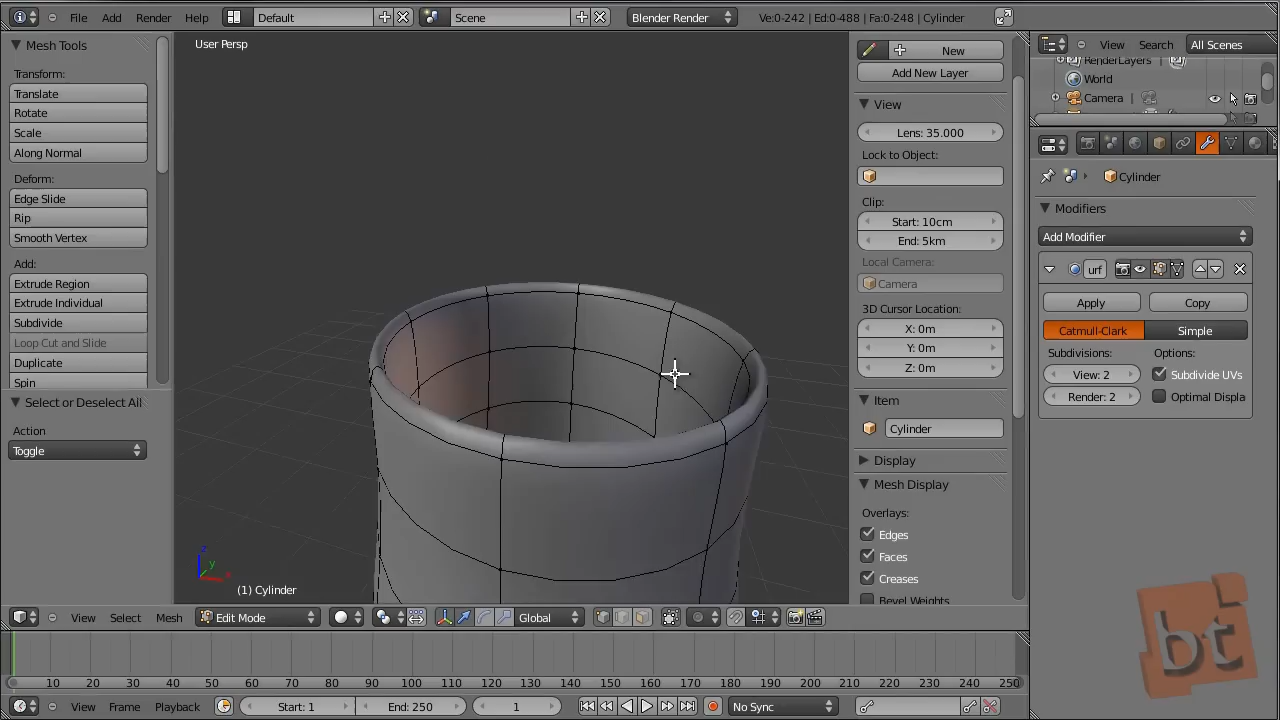 File Add Render Help Default Scene Blender Render Ve:0-242 | Ed:0-488 | Fa:0-248 | Cylinder
Mesh Tools
Transform:
Translate
Rotate
Scale
Along Normal
Deform:
Edge Slide
Rip
Smooth Vertex
Add:
Extrude Region
Extrude Individual
Subdivide
Loop Cut and Slide
Duplicate
Spin
Select or Deselect All
Action
Toggle
User Persp
z
y
x
(1) Cylinder
New
Add New Layer
View
Lens: 35.000
Lock to Object:
Clip:
Start: 10cm
End: 5km
Local Camera:
Camera
3D Cursor Location:
X: 0m
Y: 0m
Z: 0m
Item
Cylinder
Display
Mesh Display
Overlays:
Edges
Faces
Creases
Bevel Weights
View Search All Scenes
RenderLayers |
World
Camera |
Cylinder
Modifiers
Add Modifier
urf
Apply Copy
Catmull-Clark Simple
Subdivisions: Options:
View: 2 Subdivide UVs
Render: 2 Optimal Displa
View Select Mesh Edit Mode Global
10 20 30 40 50 60 70 80 90 100 110 120 130 140 150 160 170 180 190 200 210 220 230 240 250
View Frame Playback Start: 1 End: 250 1 No Sync
bt